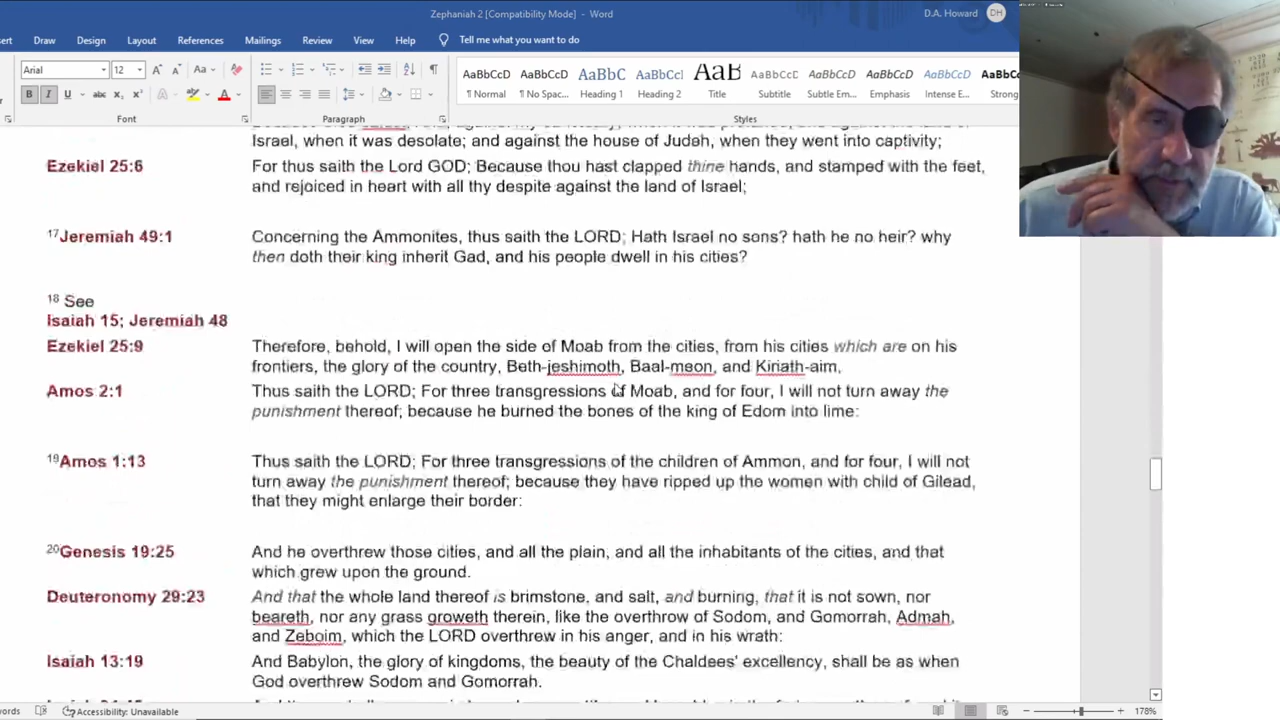 Zephaniah 2 [Compatibility Mode] - Word
D.A. Howard DH
Draw Design Layout References Mailings Review View Help Tell me what you want to do
Arial 12
AaBbCcD AaBbCcD AaBbC AaBbCcI AaB AaBbCcD AaBbCcD AaBbCcD AaBbCcD
¶ Normal ¶ No Spac... Heading 1 Heading 2 Title Subtitle Subtle Em... Emphasis Intense E... Strong
Font Paragraph Styles
Israel, when it was desolate; and against the house of Judah, when they went into captivity;
Ezekiel 25:6 For thus saith the Lord GOD; Because thou hast clapped thine hands, and stamped with the feet,
and rejoiced in heart with all thy despite against the land of Israel;
17Jeremiah 49:1 Concerning the Ammonites, thus saith the LORD; Hath Israel no sons? hath he no heir? why
then doth their king inherit Gad, and his people dwell in his cities?
18 See
Isaiah 15; Jeremiah 48
Ezekiel 25:9 Therefore, behold, I will open the side of Moab from the cities, from his cities which are on his
frontiers, the glory of the country, Beth-jeshimoth, Baal-meon, and Kiriath-aim,
Amos 2:1 Thus saith the LORD; For three transgressions of Moab, and for four, I will not turn away the
punishment thereof; because he burned the bones of the king of Edom into lime:
19Amos 1:13 Thus saith the LORD; For three transgressions of the children of Ammon, and for four, I will not
turn away the punishment thereof; because they have ripped up the women with child of Gilead,
that they might enlarge their border:
20Genesis 19:25 And he overthrew those cities, and all the plain, and all the inhabitants of the cities, and that
which grew upon the ground.
Deuteronomy 29:23 And that the whole land thereof is brimstone, and salt, and burning, that it is not sown, nor
beareth, nor any grass groweth therein, like the overthrow of Sodom, and Gomorrah, Admah,
and Zeboim, which the LORD overthrew in his anger, and in his wrath:
Isaiah 13:19 And Babylon, the glory of kingdoms, the beauty of the Chaldees' excellency, shall be as when
God overthrew Sodom and Gomorrah.
Accessibility: Unavailable 178%